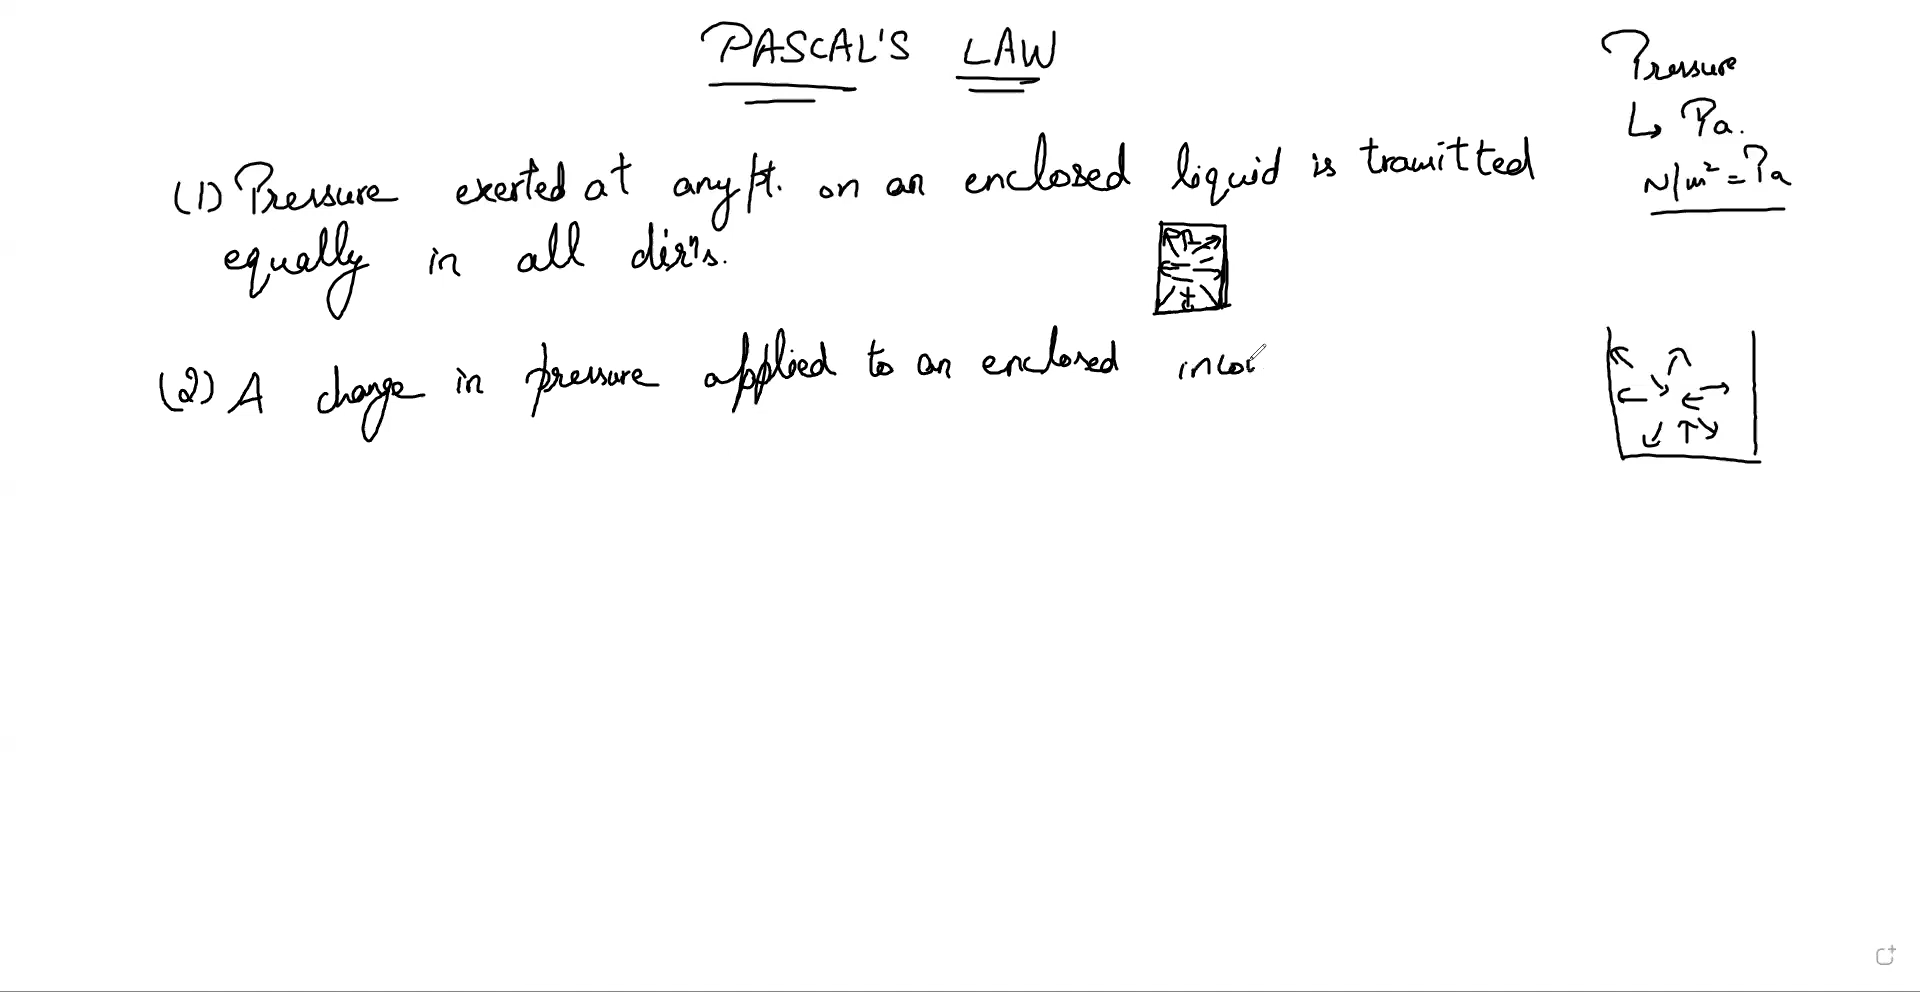 PASCAL'S LAW
Pressure
↳ Pa.
N/m² = Pa
(1) Pressure exerted at any pt. on an enclosed liquid is tramitted
equally in all dirⁿs.
(2) A change in pressure applied to an enclosed